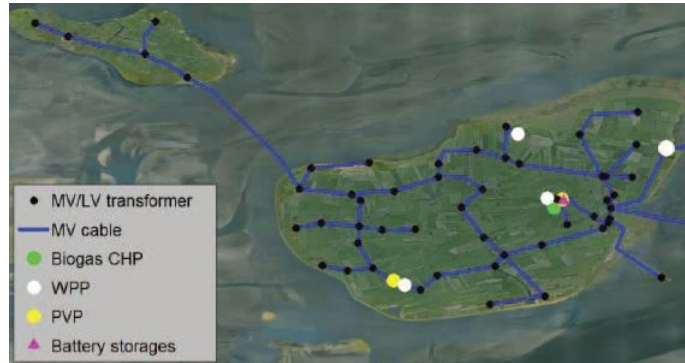 MV/LV transformer
MV cable
Biogas CHP
WPP
PVP
Battery storages